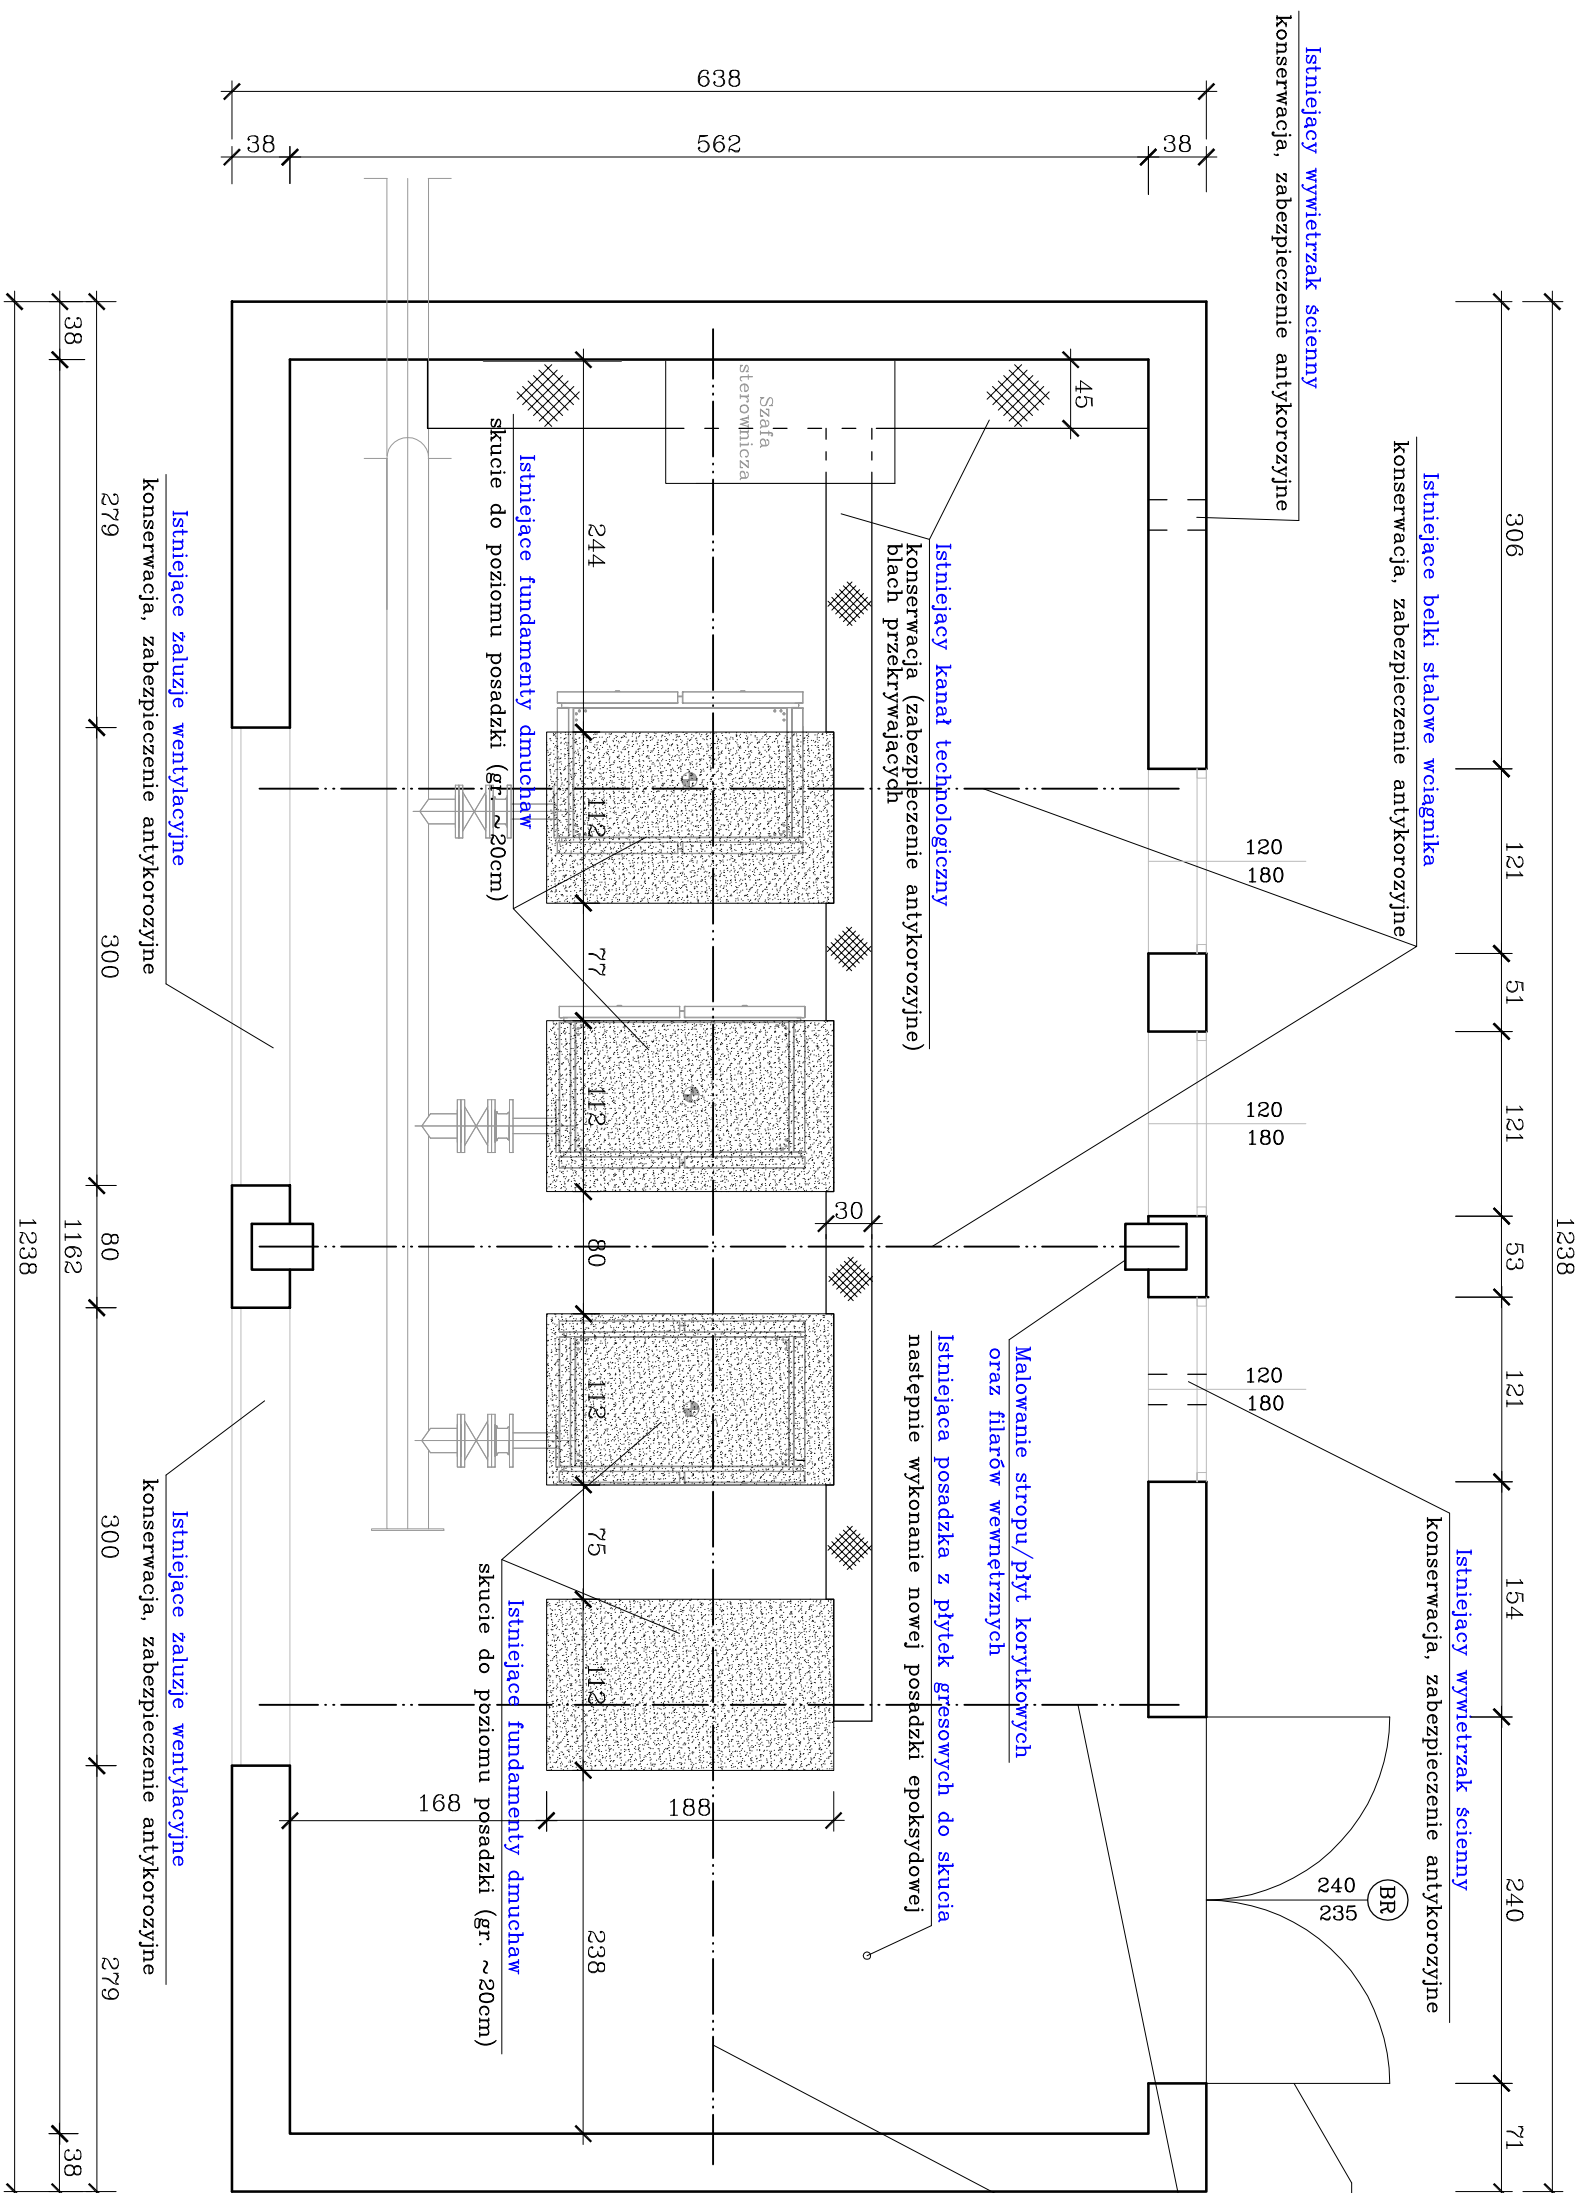 638
38
562
38
Istniejący wywietrzak ścienny
konserwacja, zabezpieczenie antykorozyjne
Istniejące belki stalowe wciągnika
konserwacja, zabezpieczenie antykorozyjne
Istniejący wywietrzak ścienny
konserwacja, zabezpieczenie antykorozyjne
1238
306
121
51
121
53
121
154
240
71
120
180
120
180
120
180
240
235
BR
45
Szafa
sterownicza
Istniejący kanał technologiczny
konserwacja (zabezpieczenie antykorozyjne)
blach przekrywających
30
Malowanie stropu/płyt korytkowych
oraz filarów wewnętrznych
Istniejąca posadzka z płytek gresowych do skucia
następnie wykonanie nowej posadzki epoksydowej
244
112
77
112
80
112
75
112
238
168
188
Istniejące fundamenty dmuchaw
skucie do poziomu posadzki (gr. ~20cm)
Istniejące fundamenty dmuchaw
skucie do poziomu posadzki (gr. ~20cm)
Istniejące żaluzje wentylacyjne
konserwacja, zabezpieczenie antykorozyjne
Istniejące żaluzje wentylacyjne
konserwacja, zabezpieczenie antykorozyjne
279
300
80
300
279
38
1162
38
1238